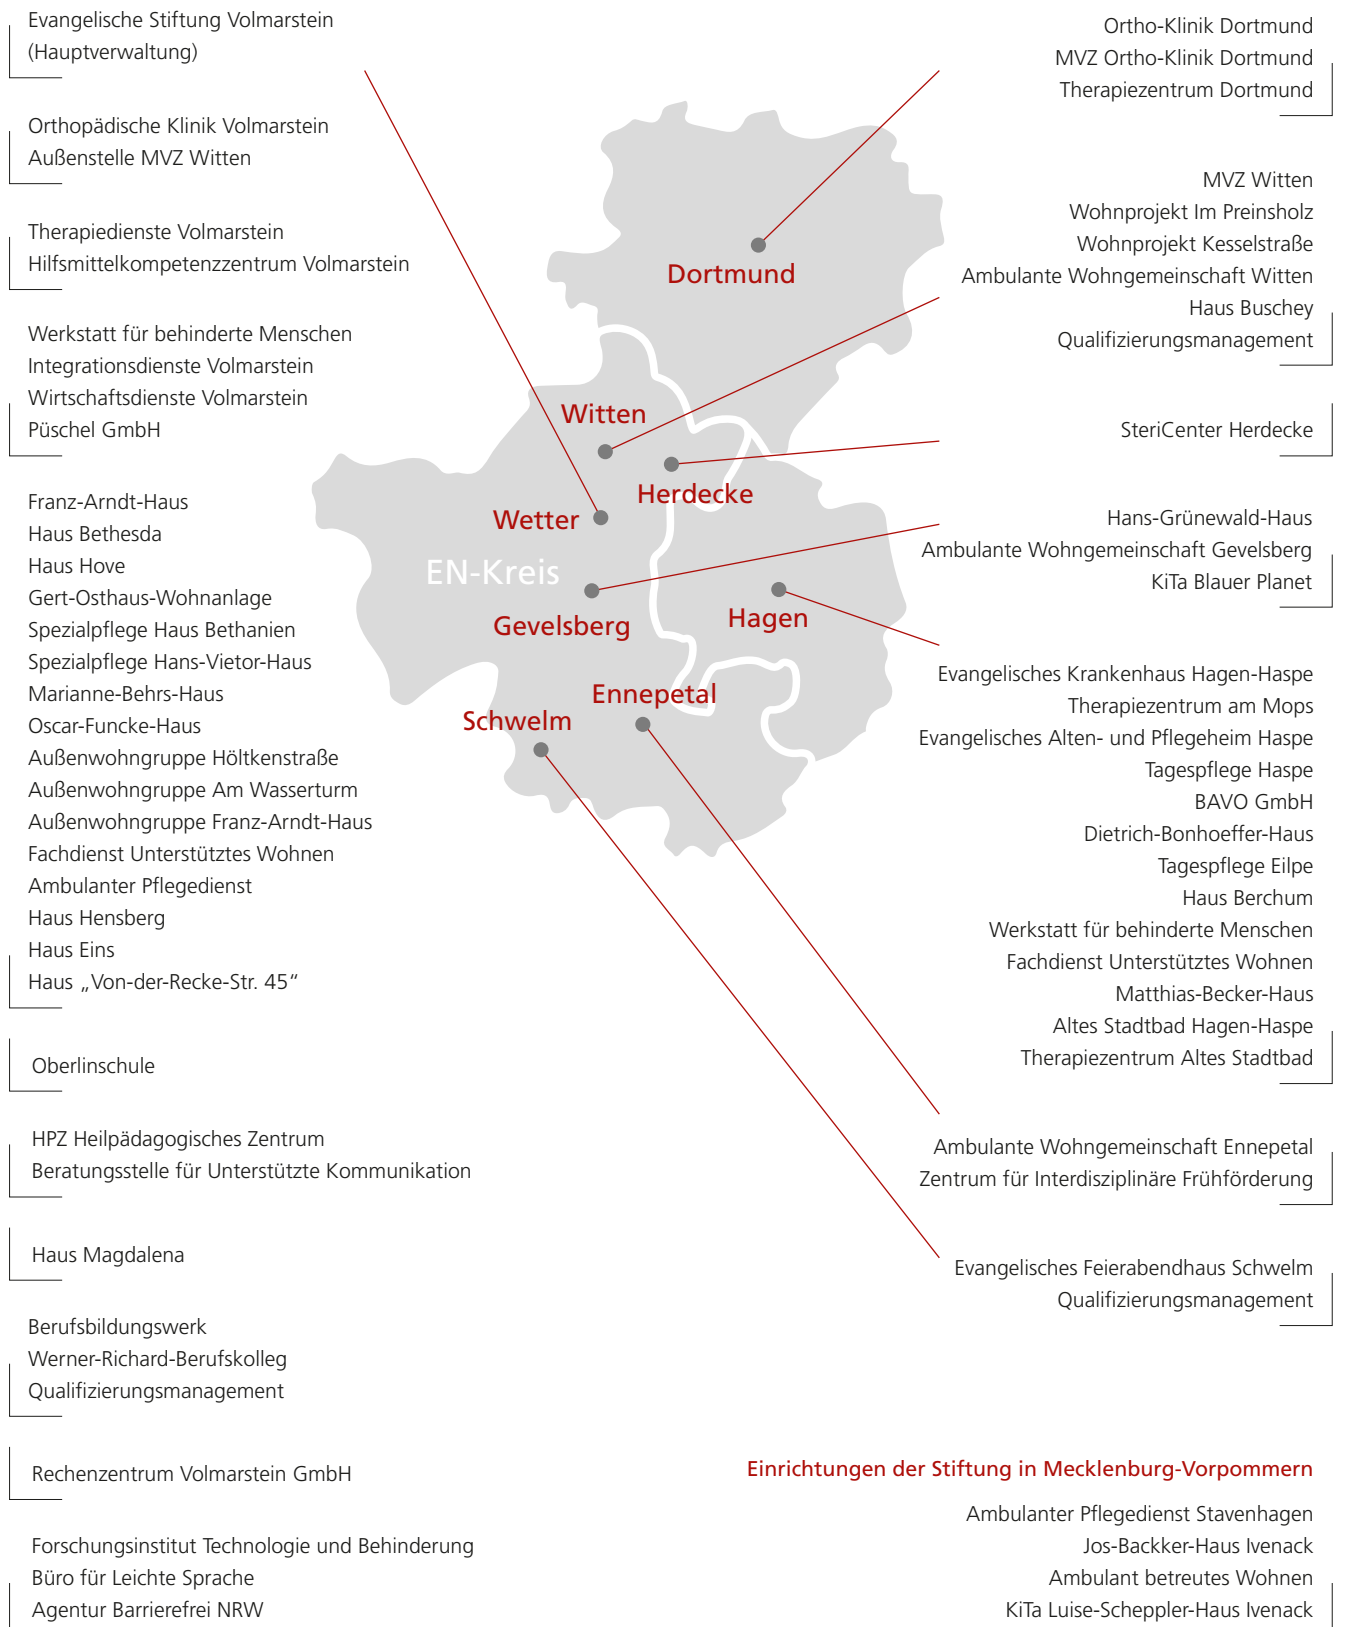 Evangelische Stiftung Volmarstein
(Hauptverwaltung)
Orthopädische Klinik Volmarstein
Außenstelle MVZ Witten
Therapiedienste Volmarstein
Hilfsmittelkompetenzzentrum Volmarstein
Werkstatt für behinderte Menschen
Integrationsdienste Volmarstein
Wirtschaftsdienste Volmarstein
Püschel GmbH
Franz-Arndt-Haus
Haus Bethesda
Haus Hove
Gert-Osthaus-Wohnanlage
Spezialpflege Haus Bethanien
Spezialpflege Hans-Vietor-Haus
Marianne-Behrs-Haus
Oscar-Funcke-Haus
Außenwohngruppe Höltkenstraße
Außenwohngruppe Am Wasserturm
Außenwohngruppe Franz-Arndt-Haus
Fachdienst Unterstütztes Wohnen
Ambulanter Pflegedienst
Haus Hensberg
Haus Eins
Haus „Von-der-Recke-Str. 45“
Oberlinschule
HPZ Heilpädagogisches Zentrum
Beratungsstelle für Unterstützte Kommunikation
Haus Magdalena
Berufsbildungswerk
Werner-Richard-Berufskolleg
Qualifizierungsmanagement
Rechenzentrum Volmarstein GmbH
Forschungsinstitut Technologie und Behinderung
Büro für Leichte Sprache
Agentur Barrierefrei NRW
Dortmund
Witten
Herdecke
Wetter
EN-Kreis
Gevelsberg
Hagen
Ennepetal
Schwelm
Ortho-Klinik Dortmund
MVZ Ortho-Klinik Dortmund
Therapiezentrum Dortmund
MVZ Witten
Wohnprojekt Im Preinsholz
Wohnprojekt Kesselstraße
Ambulante Wohngemeinschaft Witten
Haus Buschey
Qualifizierungsmanagement
SteriCenter Herdecke
Hans-Grünewald-Haus
Ambulante Wohngemeinschaft Gevelsberg
KiTa Blauer Planet
Evangelisches Krankenhaus Hagen-Haspe
Therapiezentrum am Mops
Evangelisches Alten- und Pflegeheim Haspe
Tagespflege Haspe
BAVO GmbH
Dietrich-Bonhoeffer-Haus
Tagespflege Eilpe
Haus Berchum
Werkstatt für behinderte Menschen
Fachdienst Unterstütztes Wohnen
Matthias-Becker-Haus
Altes Stadtbad Hagen-Haspe
Therapiezentrum Altes Stadtbad
Ambulante Wohngemeinschaft Ennepetal
Zentrum für Interdisziplinäre Frühförderung
Evangelisches Feierabendhaus Schwelm
Qualifizierungsmanagement
Einrichtungen der Stiftung in Mecklenburg-Vorpommern
Ambulanter Pflegedienst Stavenhagen
Jos-Backker-Haus Ivenack
Ambulant betreutes Wohnen
KiTa Luise-Scheppler-Haus Ivenack